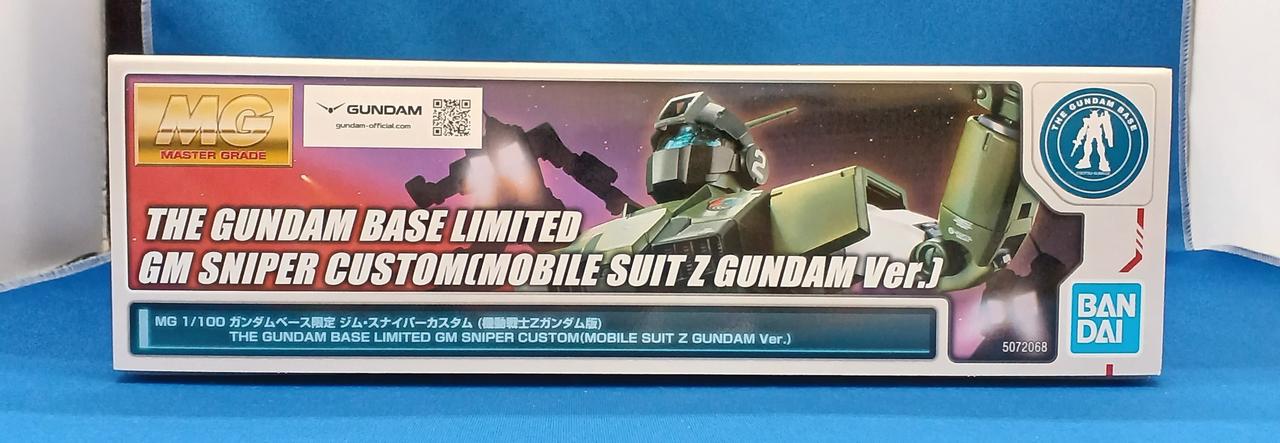 MG
MASTER GRADE
GUNDAM
gundam-official.com
THE GUNDAM BASE
2
THE GUNDAM BASE LIMITED
GM SNIPER CUSTOM(MOBILE SUIT Z GUNDAM Ver.)
MG 1/100 ガンダムベース限定 ジム・スナイパーカスタム (機動戦士Zガンダム版)
THE GUNDAM BASE LIMITED GM SNIPER CUSTOM(MOBILE SUIT Z GUNDAM Ver.)
5072068
BAN
DAI